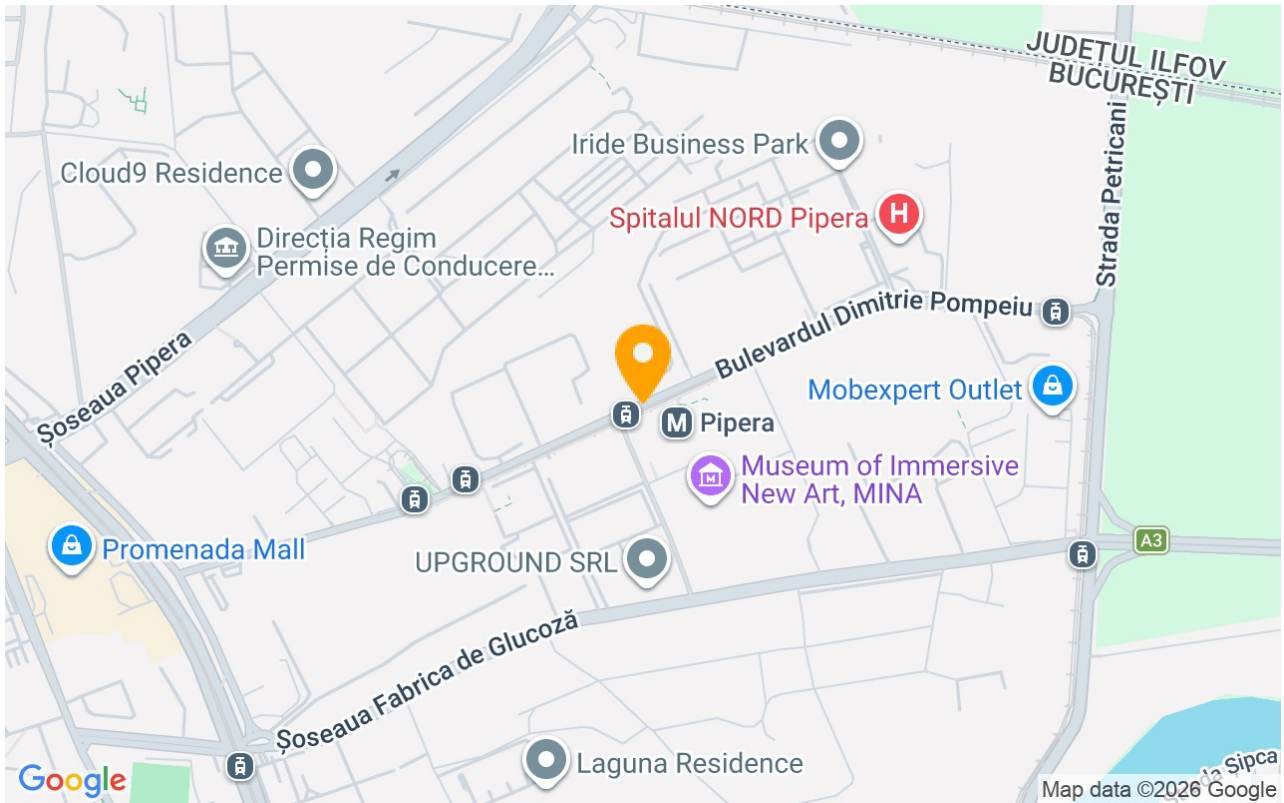 JUDEȚUL ILFOV
BUCUREȘTI
Iride Business Park
Cloud9 Residence
Spitalul NORD Pipera
H
Strada Petricani
Direcția Regim
Permise de Conducere...
Bulevardul Dimitrie Pompeiu
Șoseaua Pipera
Mobexpert Outlet
M Pipera
Museum of Immersive
New Art, MINA
M
Promenada Mall
A3
UPGROUND SRL
Șoseaua Fabrica de Glucoză
Laguna Residence
Șipca
Google
Map data ©2026 Google